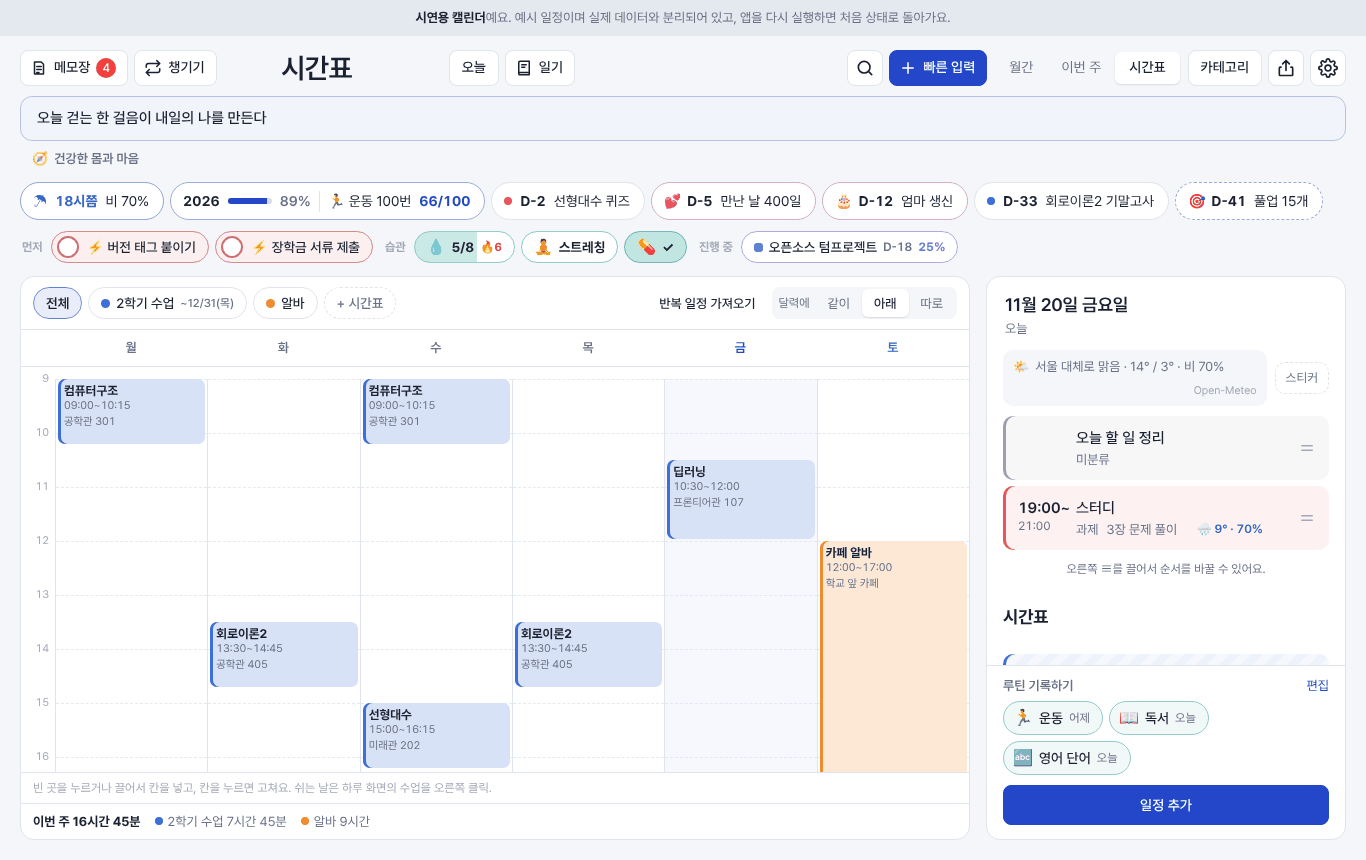 시연용 캘린더예요. 예시 일정이며 실제 데이터와 분리되어 있고, 앱을 다시 실행하면 처음 상태로 돌아가요.
메모장 4 챙기기 시간표 오늘 일기 빠른 입력 월간 이번 주 시간표 카테고리
오늘 걷는 한 걸음이 내일의 나를 만든다
건강한 몸과 마음
18시쯤 비 70% 2026 89% 운동 100번 66/100 D-2 선형대수 퀴즈 D-5 만난 날 400일 D-12 엄마 생신 D-33 회로이론2 기말고사 D-41 풀업 15개
먼저 ⚡ 버전 태그 붙이기 ⚡ 장학금 서류 제출 습관 5/8 🔥6 스트레칭 ✓ 진행 중 오픈소스 텀프로젝트 D-18 25%
전체 2학기 수업 ~12/31(목) 알바 + 시간표 반복 일정 가져오기 달력에 같이 아래 따로
월 화 수 목 금 토
9
10
11
12
13
14
15
16
컴퓨터구조
09:00~10:15
공학관 301
회로이론2
13:30~14:45
공학관 405
컴퓨터구조
09:00~10:15
공학관 301
선형대수
15:00~16:15
미래관 202
회로이론2
13:30~14:45
공학관 405
딥러닝
10:30~12:00
프론티어관 107
카페 알바
12:00~17:00
학교 앞 카페
빈 곳을 누르거나 끌어서 칸을 넣고, 칸을 누르면 고쳐요. 쉬는 날은 하루 화면의 수업을 오른쪽 클릭.
이번 주 16시간 45분 2학기 수업 7시간 45분 알바 9시간
11월 20일 금요일
오늘
서울 대체로 맑음 · 14° / 3° · 비 70%
Open-Meteo
스티커
오늘 할 일 정리
미분류
19:00~ 스터디
21:00 과제 3장 문제 풀이 9° · 70%
오른쪽 ≡를 끌어서 순서를 바꿀 수 있어요.
시간표
루틴 기록하기 편집
운동 어제 독서 오늘
abc 영어 단어 오늘
일정 추가